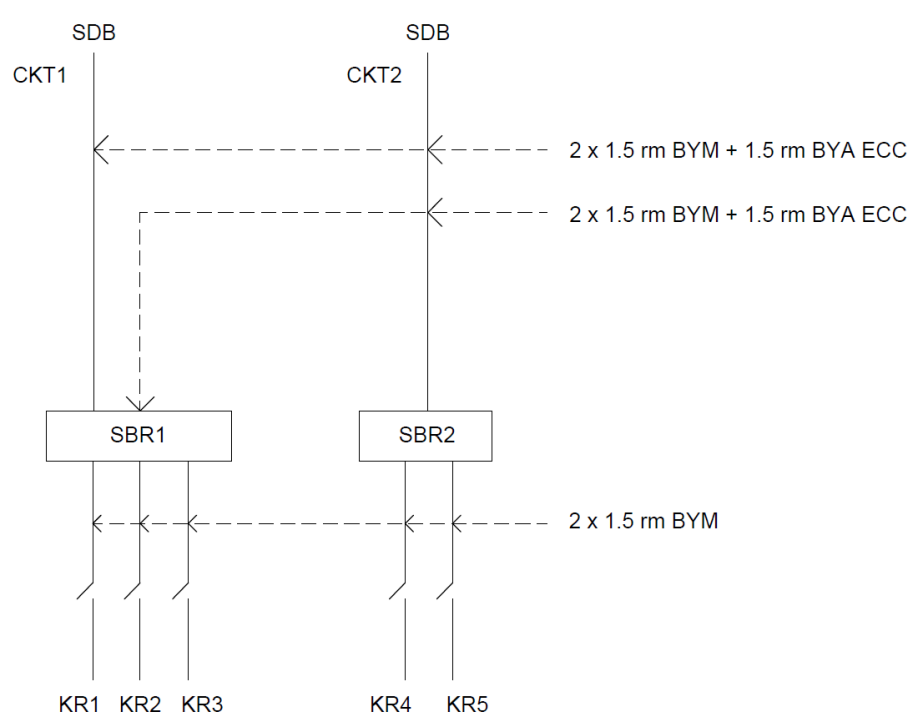 SDB
SDB
CKT1
CKT2
2 x 1.5 rm BYM + 1.5 rm BYA ECC
2 x 1.5 rm BYM + 1.5 rm BYA ECC
SBR1
SBR2
2 x 1.5 rm BYM
KR1
KR2
KR3
KR4
KR5